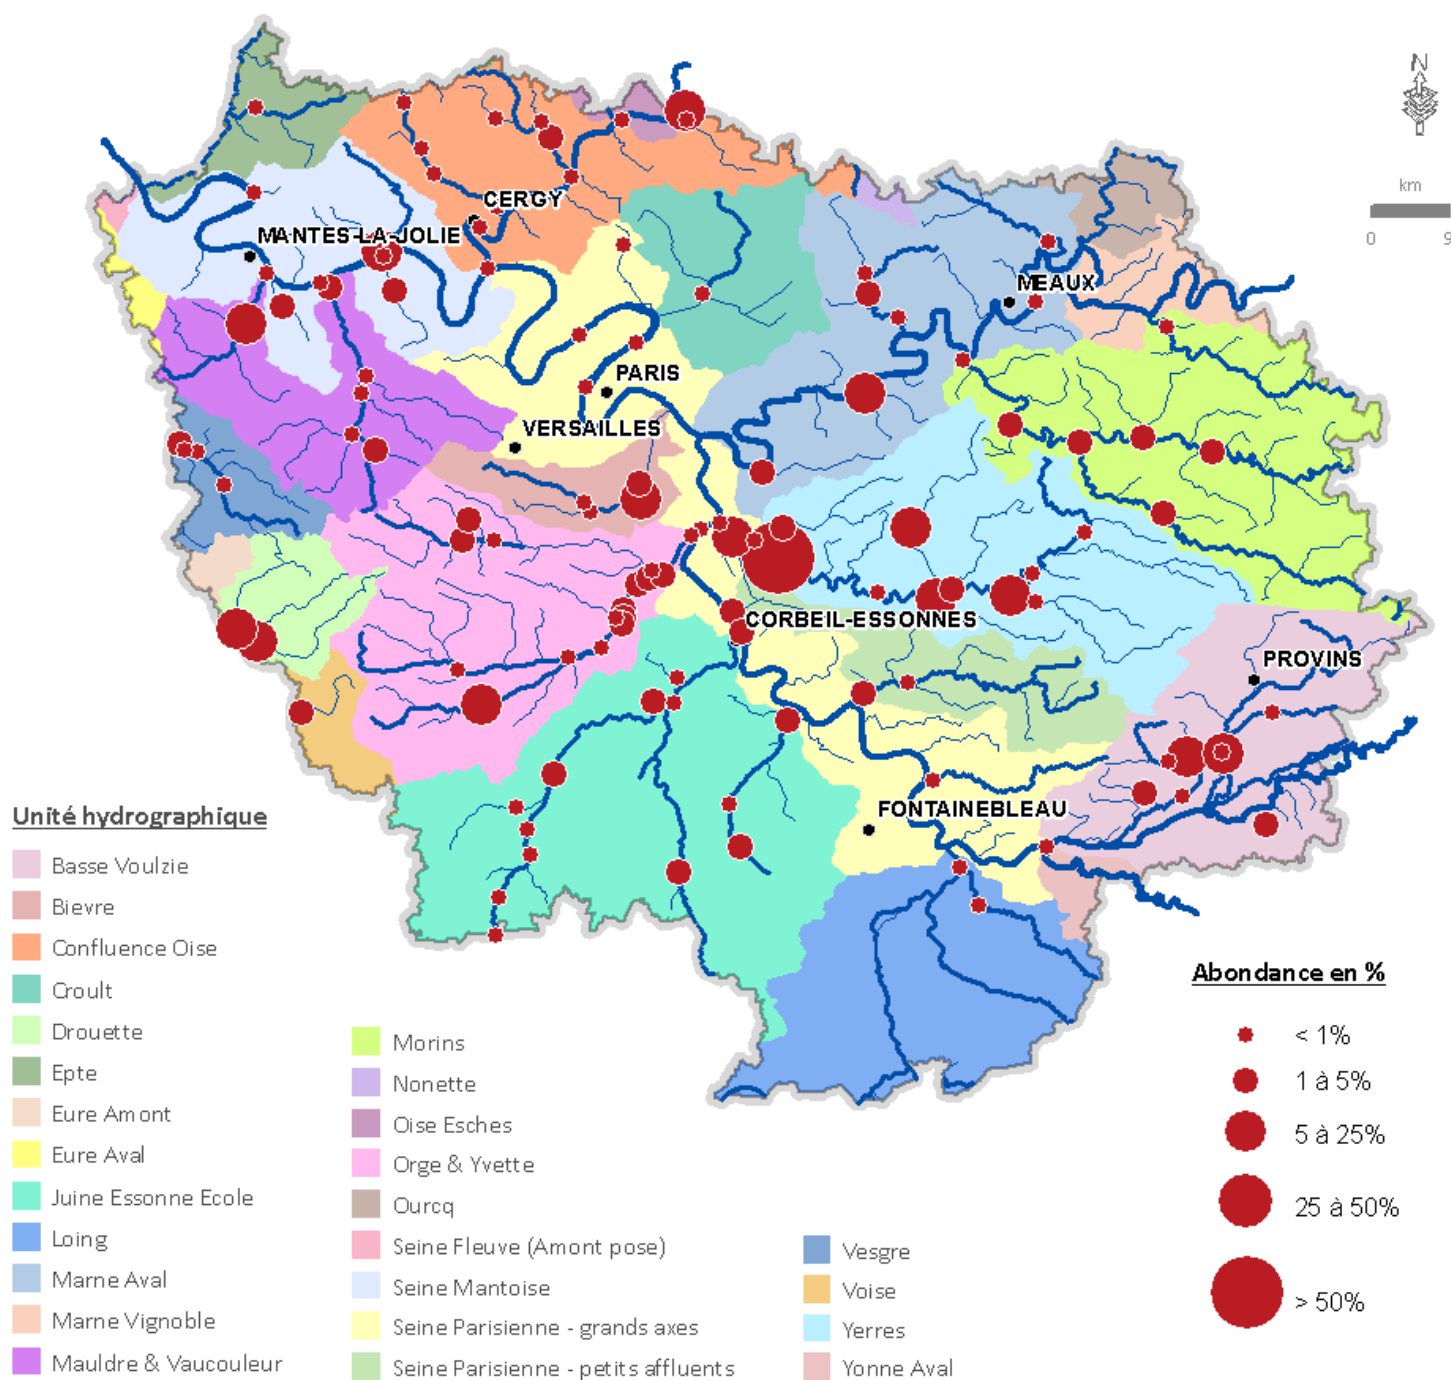 N
km
0 9
CERGY
MANTES-LA-JOLIE
MEAUX
PARIS
VERSAILLES
CORBEIL-ESSONNES
PROVINS
FONTAINEBLEAU
Unité hydrographique
Basse Voulzie
Bievre
Confluence Oise
Croult
Drouette
Epte
Eure Amont
Eure Aval
Juine Essonne Ecole
Loing
Marne Aval
Marne Vignoble
Mauldre & Vaucouleur
Morins
Nonette
Oise Esches
Orge & Yvette
Ourcq
Seine Fleuve (Amont pose)
Seine Mantoise
Seine Parisienne - grands axes
Seine Parisienne - petits affluents
Vesgre
Voise
Yerres
Yonne Aval
Abondance en %
< 1%
1 à 5%
5 à 25%
25 à 50%
> 50%